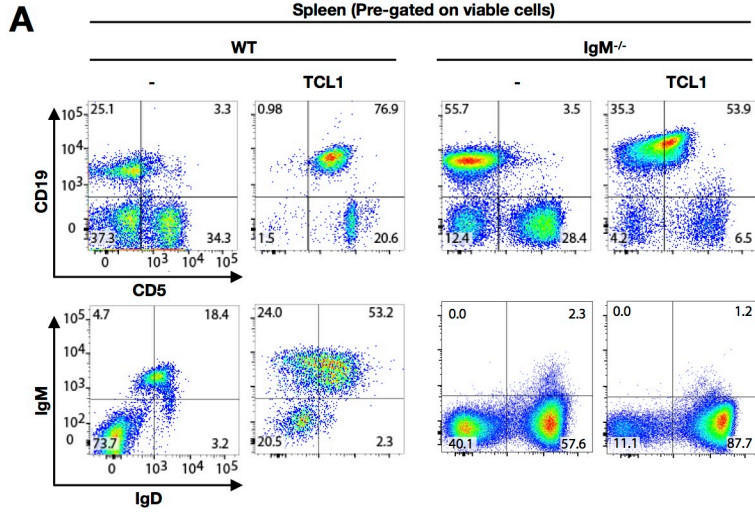 A
Spleen (Pre-gated on viable cells)
WT IgM-/-
- TCL1 - TCL1
10⁵ 25.1 3.3 0.98 76.9 55.7 3.5 35.3 53.9
10⁴
10³
0
37.3 34.3 1.5 20.6 12.4 28.4 4.2 6.5
0 10³ 10⁴ 10⁵
CD19
CD5
10⁵ 4.7 18.4 24.0 53.2 0.0 2.3 0.0 1.2
10⁴
10³
10²
0
73.7 3.2 20.5 2.3 40.1 57.6 11.1 87.7
0 10³ 10⁴ 10⁵
IgM
IgD